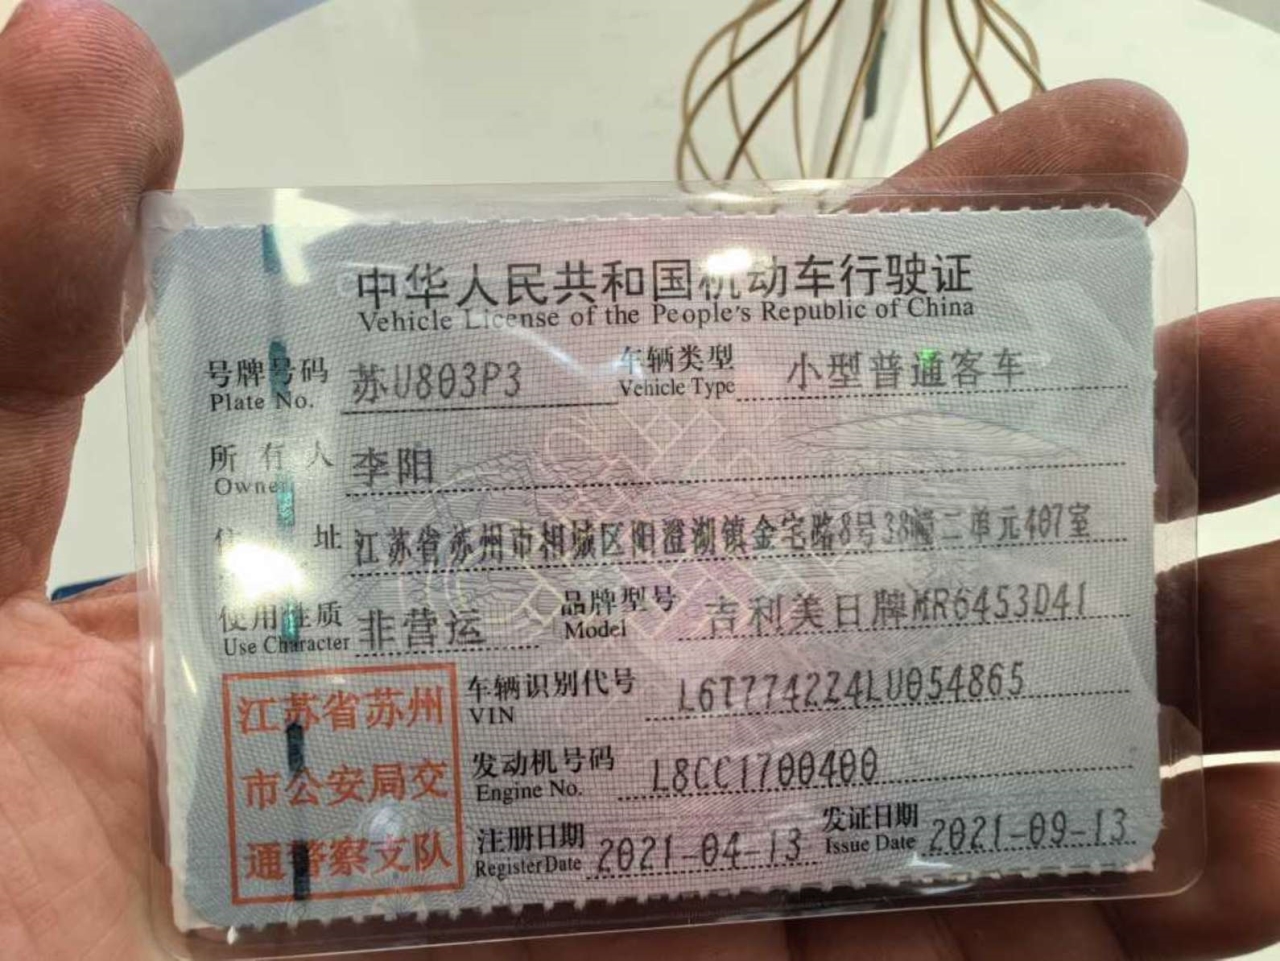 中华人民共和国机动车行驶证
Vehicle License of the People's Republic of China
号牌号码 苏U803P3 车辆类型 小型普通客车
Plate No. Vehicle Type
所有人 李阳
Owner
住址 江苏省苏州市相城区阳澄湖镇金宅路8号38幢二单元407室
使用性质 非营运 品牌型号 吉利美日牌MR6453D41
Use Character Model
车辆识别代号 L6T7742Z4LU054865
VIN
发动机号码 L8CC1700400
Engine No.
注册日期 2021-04-13 发证日期 2021-09-13
Register Date Issue Date
江苏省苏州
市公安局交
通警察支队